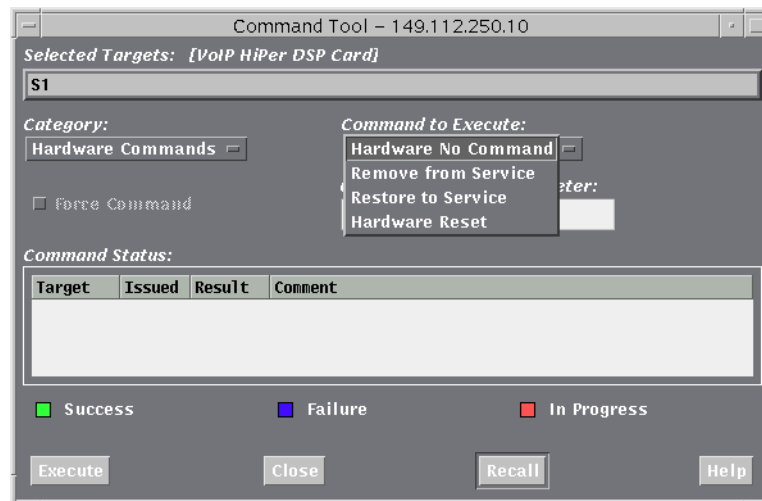 Command Tool – 149.112.250.10
Selected Targets: [VoIP HiPer DSP Card]
S1
Category:
Command to Execute:
Hardware Commands
Hardware No Command
Remove from Service
Restore to Service
Hardware Reset
Force Command
Command Status:
Target Issued Result Comment
Success Failure In Progress
Execute Close Recall Help